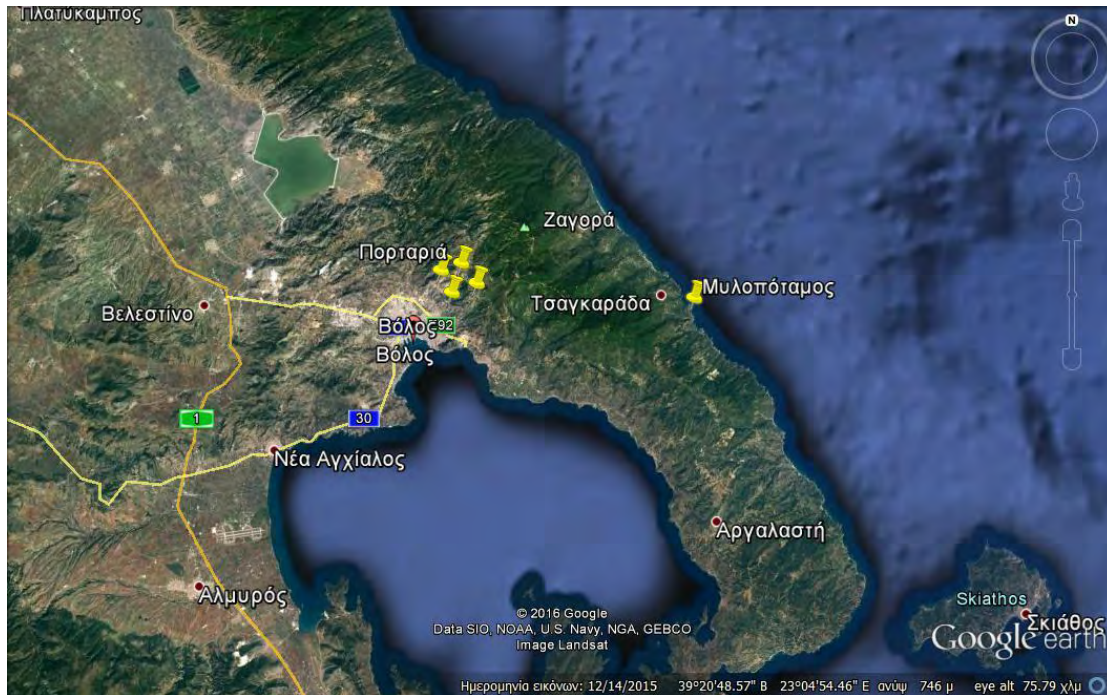 Πλατύκαμπος
N
Ζαγορά
Πορταριά
Μυλοπόταμος
Τσαγκαράδα
Βελεστίνο
Βόλος
Ε92
Βόλος
1
30
Νέα Αγχίαλος
Αργαλαστή
Αλμυρός
Skiathos
Σκιάθος
© 2016 Google
Data SIO, NOAA, U.S. Navy, NGA, GEBCO
Image Landsat
Google earth
Ημερομηνία εικόνων: 12/14/2015 39°20'48.57" Β 23°04'54.46" Ε ανύψ 746 μ eye alt 75.79 χλμ